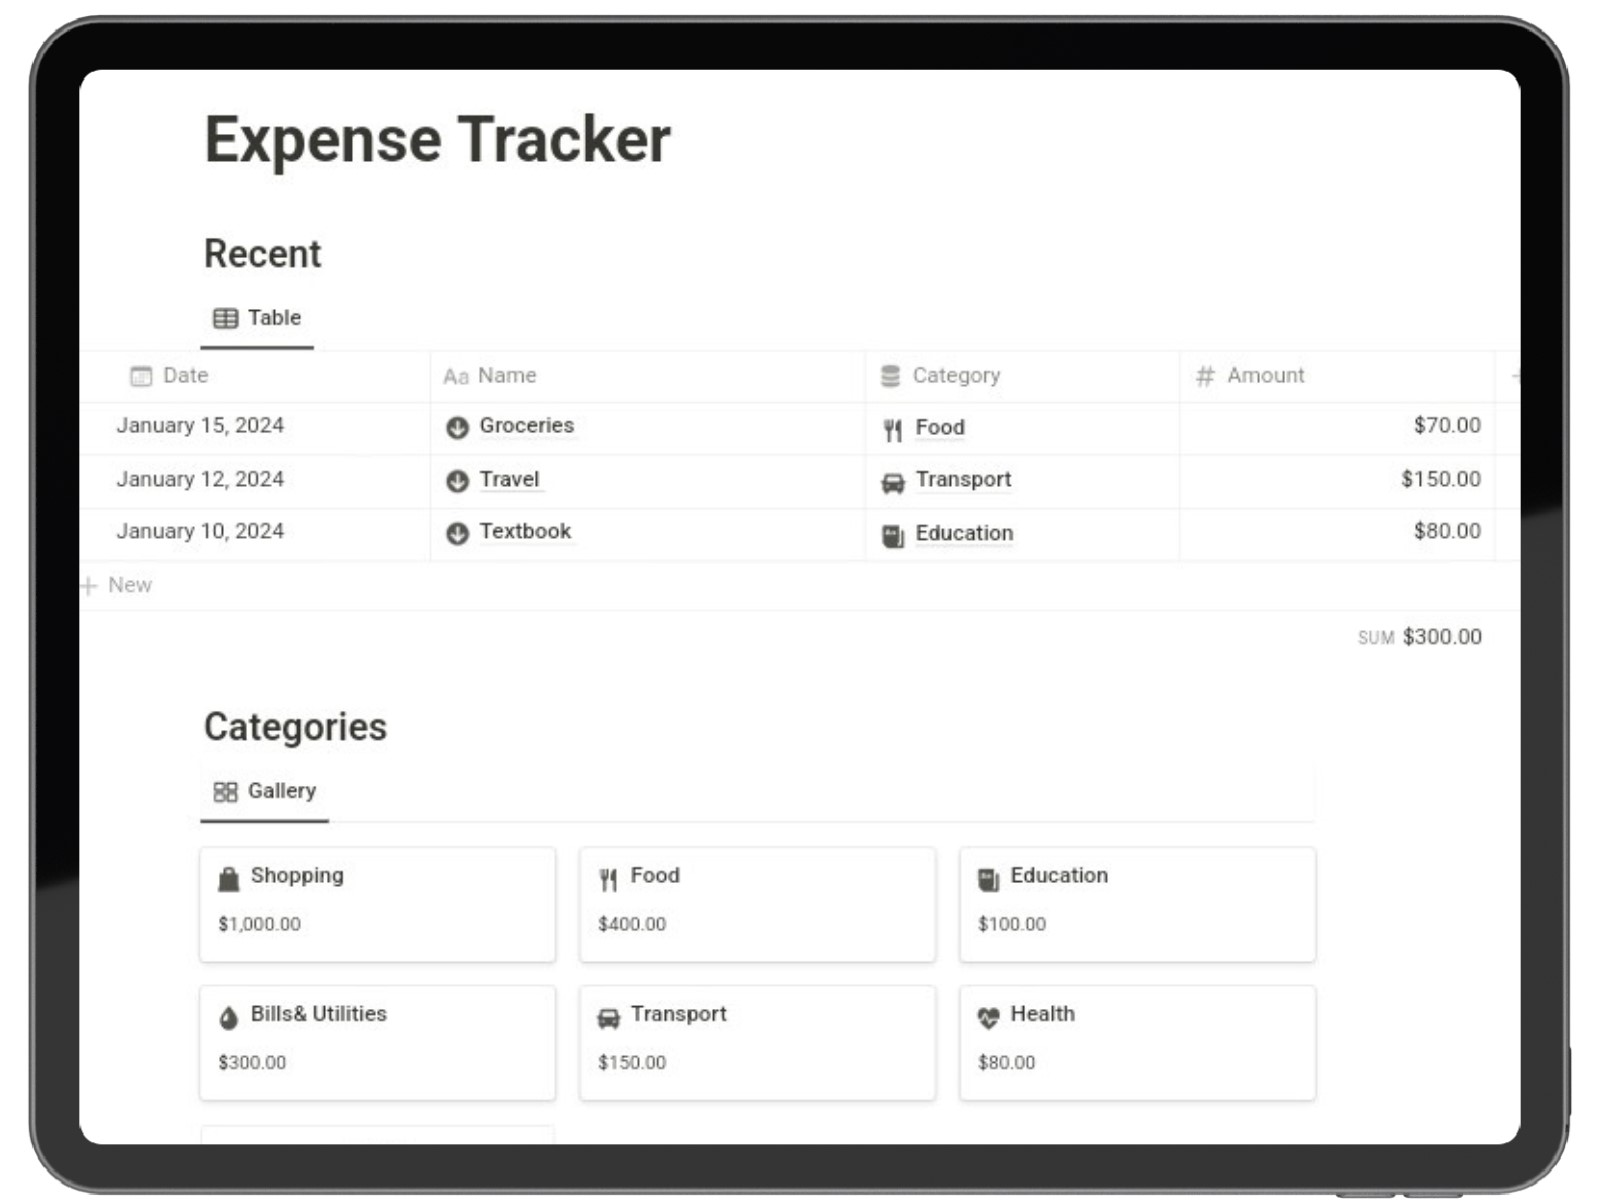 Expense Tracker
Recent
Table
Date Aa Name Category # Amount +
January 15, 2024 Groceries Food $70.00
January 12, 2024 Travel Transport $150.00
January 10, 2024 Textbook Education $80.00
+ New
SUM $300.00
Categories
Gallery
Shopping Food Education
$1,000.00 $400.00 $100.00
Bills& Utilities Transport Health
$300.00 $150.00 $80.00